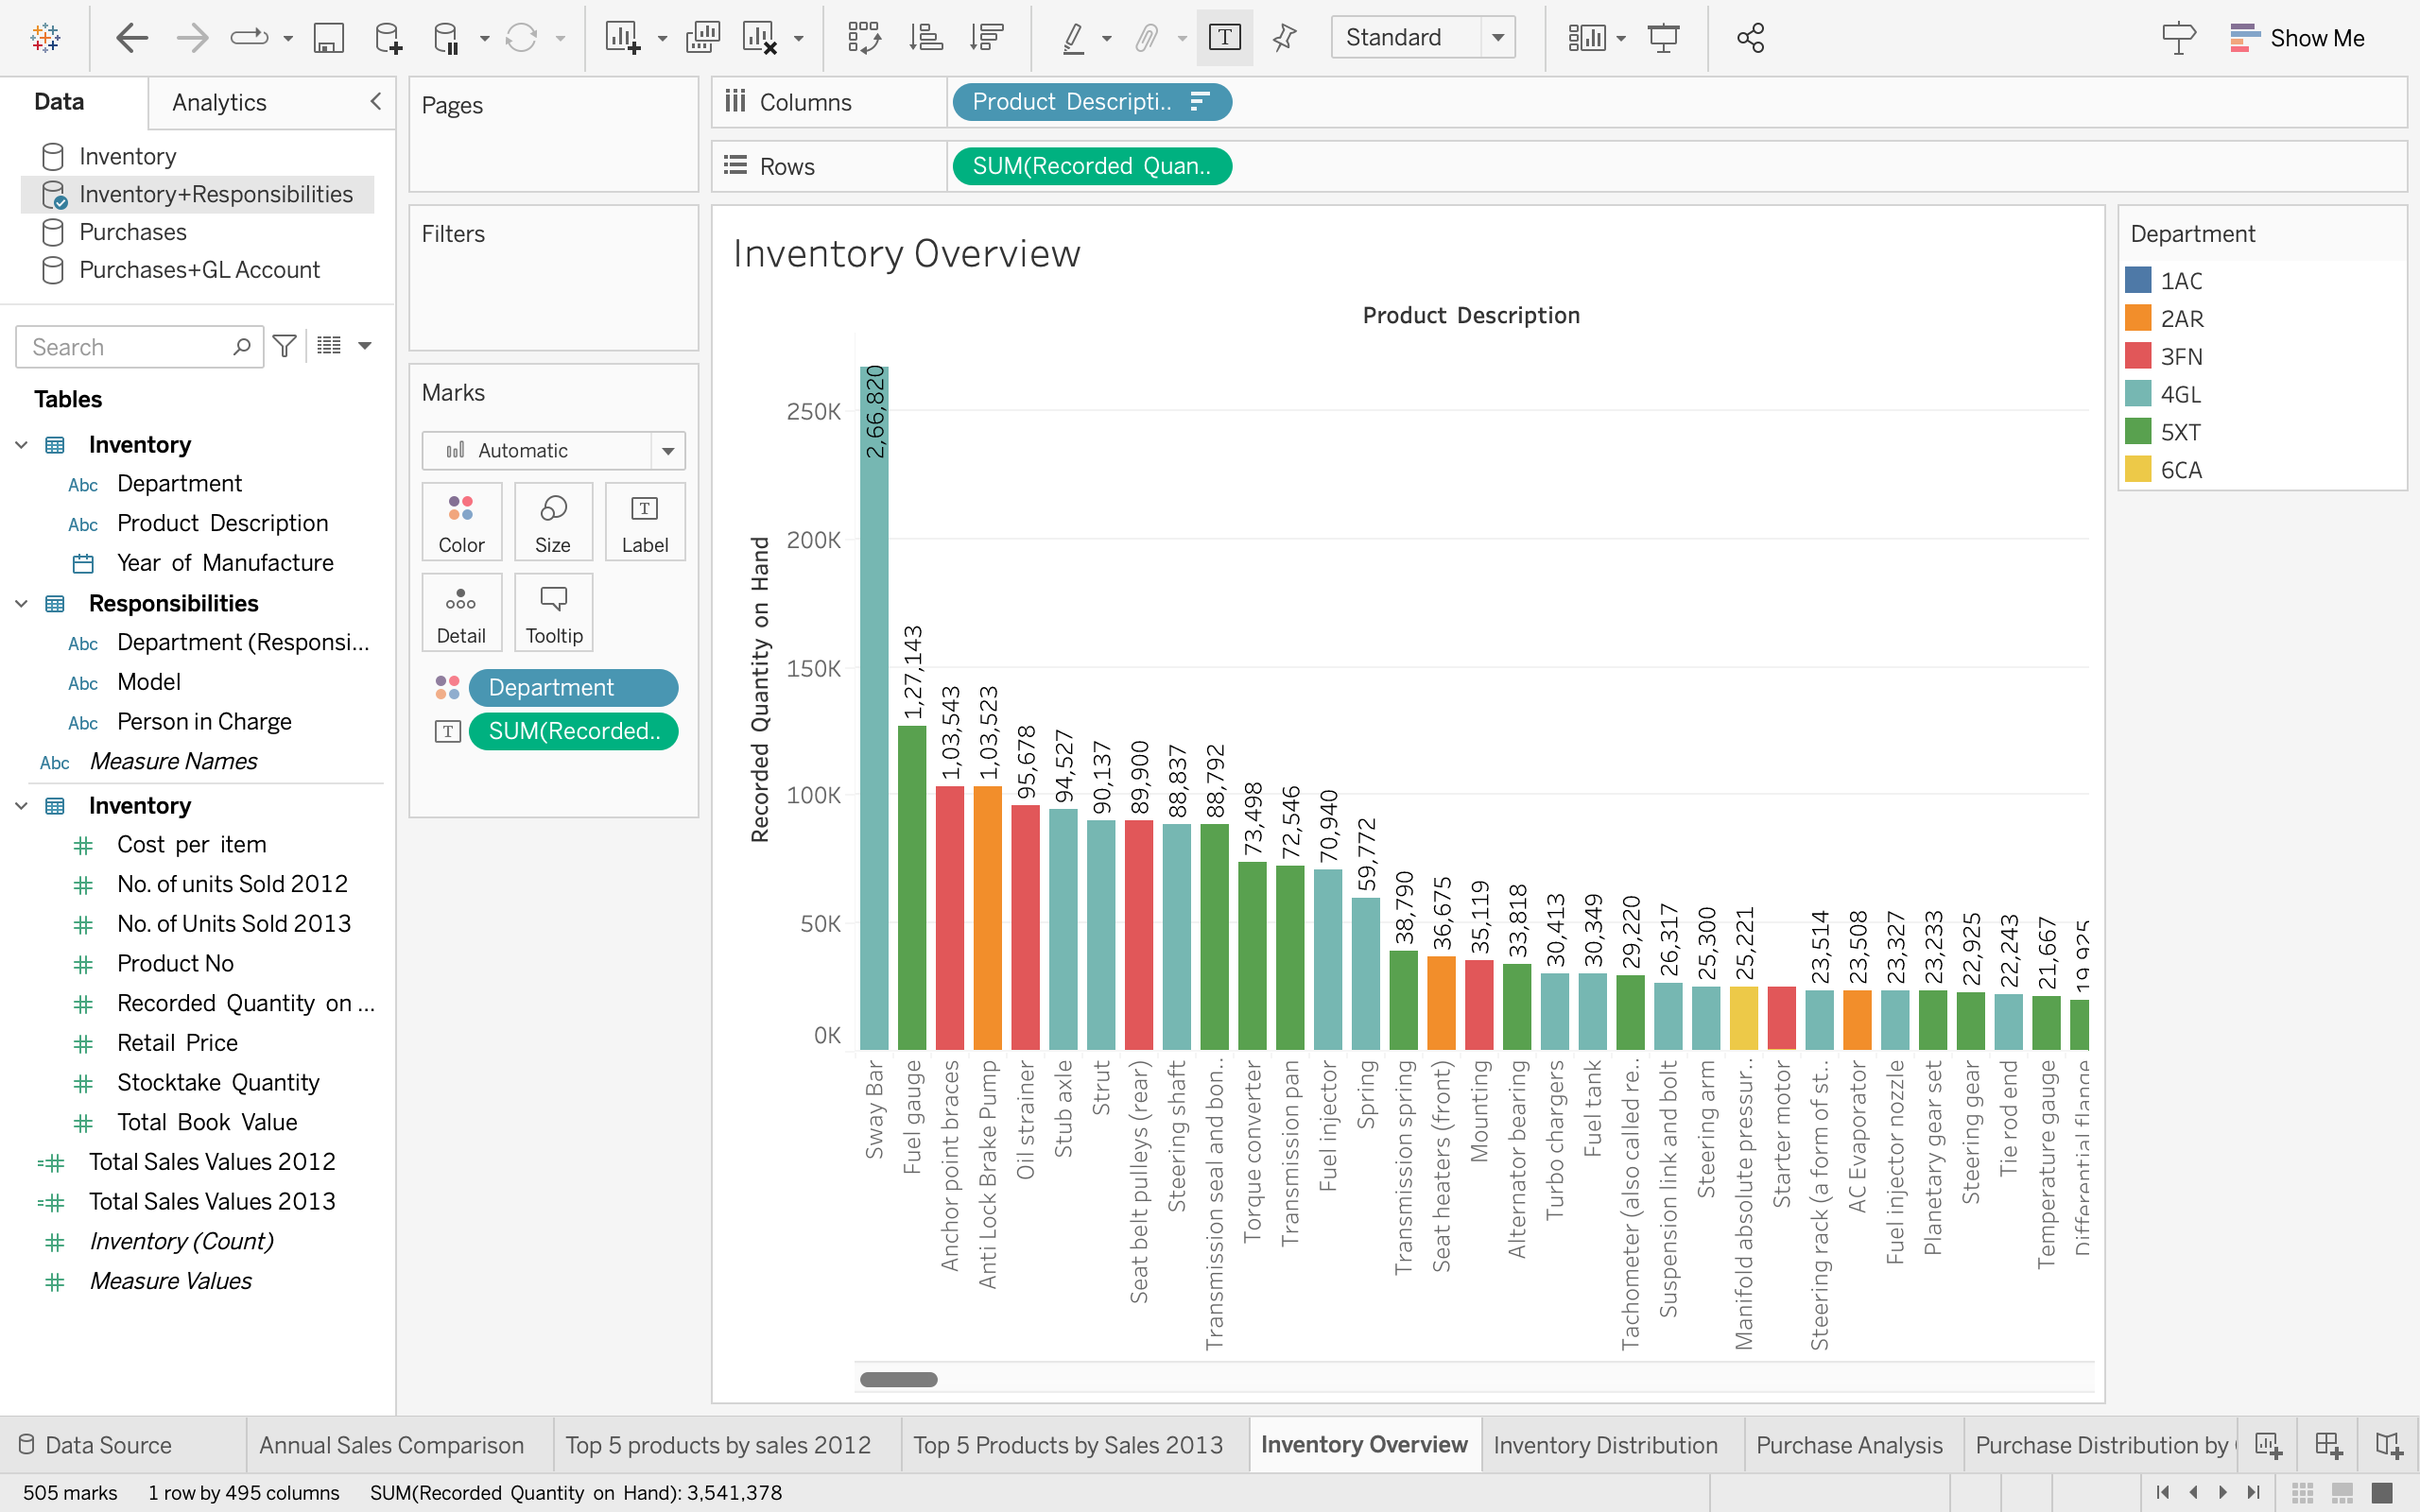 Standard
Show Me
Data
Analytics
Inventory
Inventory+Responsibilities
Purchases
Purchases+GL Account
Search
Tables
Inventory
Abc Department
Abc Product Description
Year of Manufacture
Responsibilities
Abc Department (Responsi...
Abc Model
Abc Person in Charge
Abc Measure Names
Inventory
Cost per item
No. of units Sold 2012
No. of Units Sold 2013
Product No
Recorded Quantity on ...
Retail Price
Stocktake Quantity
Total Book Value
Total Sales Values 2012
Total Sales Values 2013
Inventory (Count)
Measure Values
Pages
Filters
Marks
Automatic
Color
Size
Label
Detail
Tooltip
Department
SUM(Recorded..
Columns
Product Descripti..
Rows
SUM(Recorded Quan..
Inventory Overview
Product Description
Recorded Quantity on Hand
250K
200K
150K
100K
50K
0K
2,66,820
1,27,143
1,03,543
1,03,523
95,678
94,527
90,137
89,900
88,837
88,792
73,498
72,546
70,940
59,772
38,790
36,675
35,119
33,818
30,413
30,349
29,220
26,317
25,300
25,221
23,514
23,508
23,327
23,233
22,925
22,243
21,667
19,925
Sway Bar
Fuel gauge
Anchor point braces
Anti Lock Brake Pump
Oil strainer
Stub axle
Strut
Seat belt pulleys (rear)
Steering shaft
Transmission seal and bon..
Torque converter
Transmission pan
Fuel injector
Spring
Transmission spring
Seat heaters (front)
Mounting
Alternator bearing
Turbo chargers
Fuel tank
Tachometer (also called re..
Suspension link and bolt
Steering arm
Manifold absolute pressur..
Starter motor
Steering rack (a form of st..
AC Evaporator
Fuel injector nozzle
Planetary gear set
Steering gear
Tie rod end
Temperature gauge
Differential flange
Department
1AC
2AR
3FN
4GL
5XT
6CA
Data Source
Annual Sales Comparison
Top 5 products by sales 2012
Top 5 Products by Sales 2013
Inventory Overview
Inventory Distribution
Purchase Analysis
Purchase Distribution by
505 marks
1 row by 495 columns
SUM(Recorded Quantity on Hand): 3,541,378